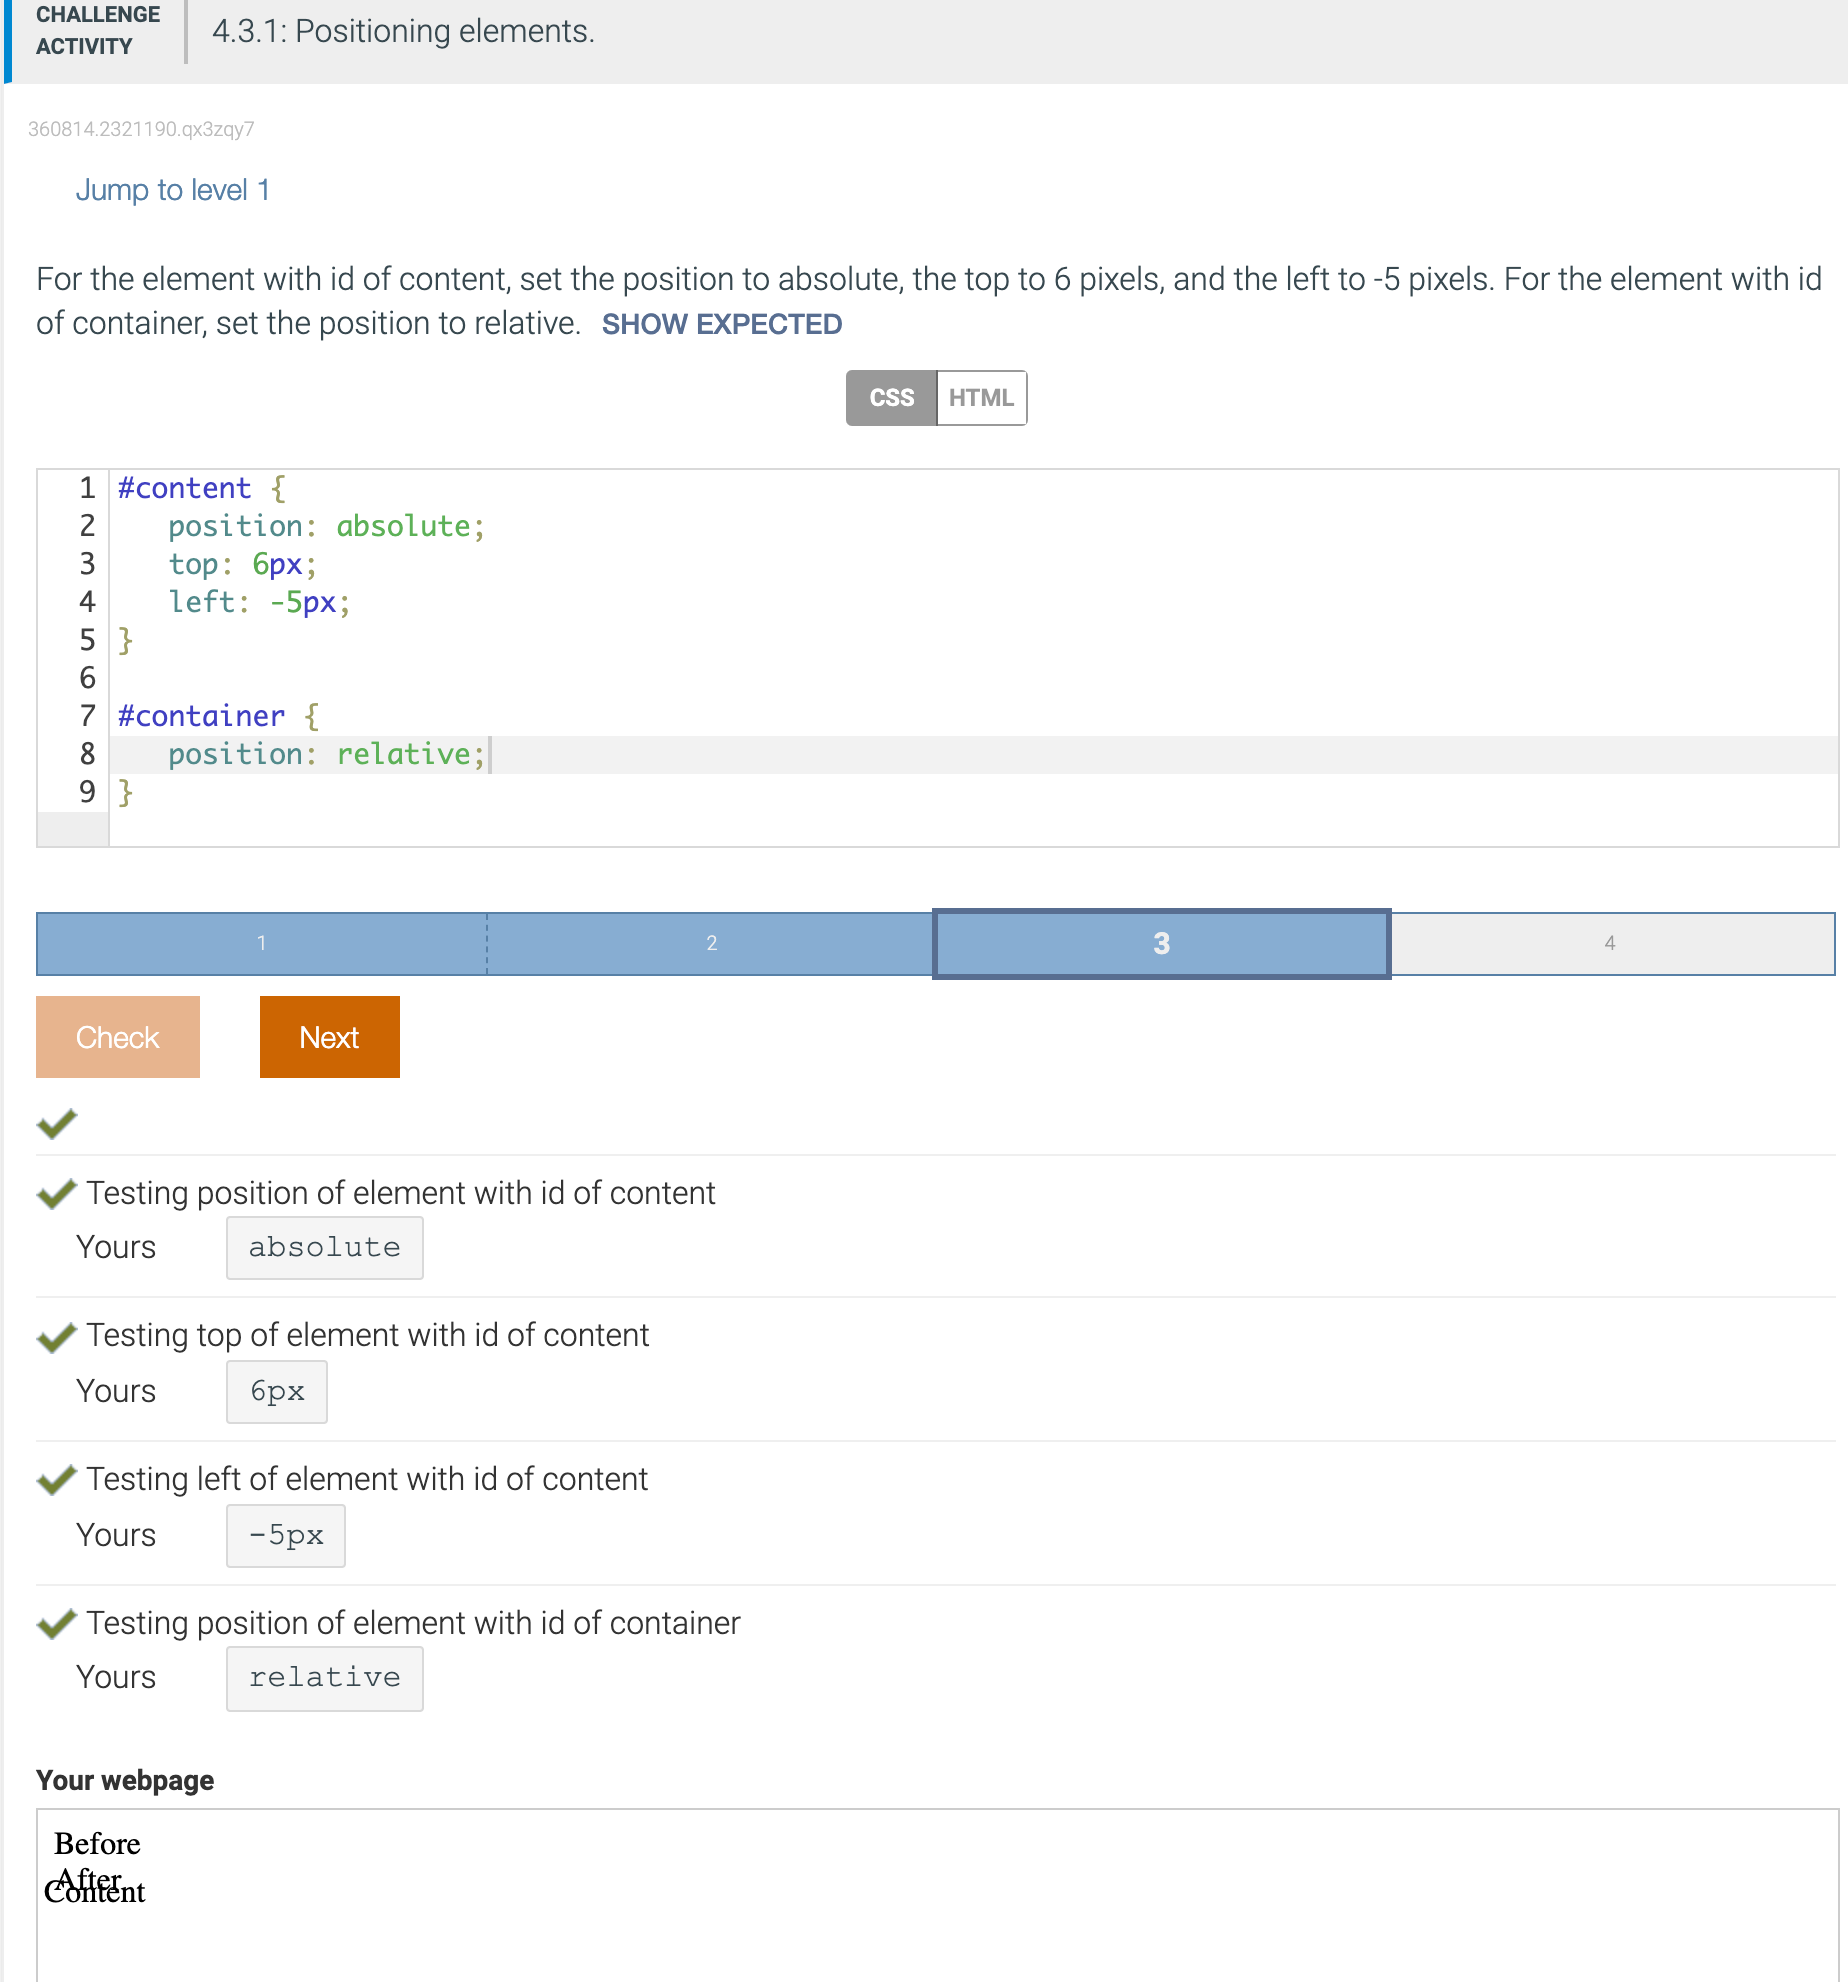 CHALLENGE
ACTIVITY
4.3.1: Positioning elements.
360814.2321190.qx3zqy7
Jump to level 1
For the element with id of content, set the position to absolute, the top to 6 pixels, and the left to -5 pixels. For the element with id
of container, set the position to relative. SHOW EXPECTED
CSS HTML
1 #content {
2    position: absolute;
3    top: 6px;
4    left: -5px;
5 }
6
7 #container {
8    position: relative;
9 }
1 2 3 4
Check Next
Testing position of element with id of content
Yours absolute
Testing top of element with id of content
Yours 6px
Testing left of element with id of content
Yours -5px
Testing position of element with id of container
Yours relative
Your webpage
Before
After
Content